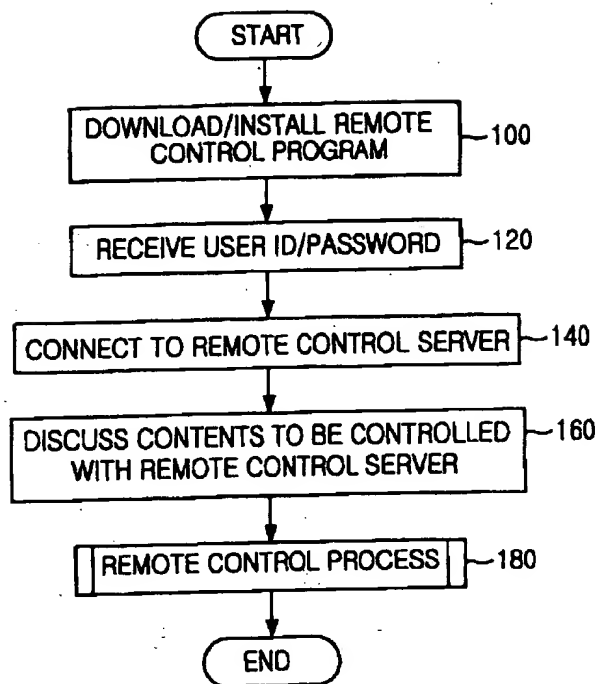 START
DOWNLOAD/INSTALL REMOTE
CONTROL PROGRAM
100
RECEIVE USER ID/PASSWORD
120
CONNECT TO REMOTE CONTROL SERVER
140
DISCUSS CONTENTS TO BE CONTROLLED
WITH REMOTE CONTROL SERVER
160
REMOTE CONTROL PROCESS
180
END